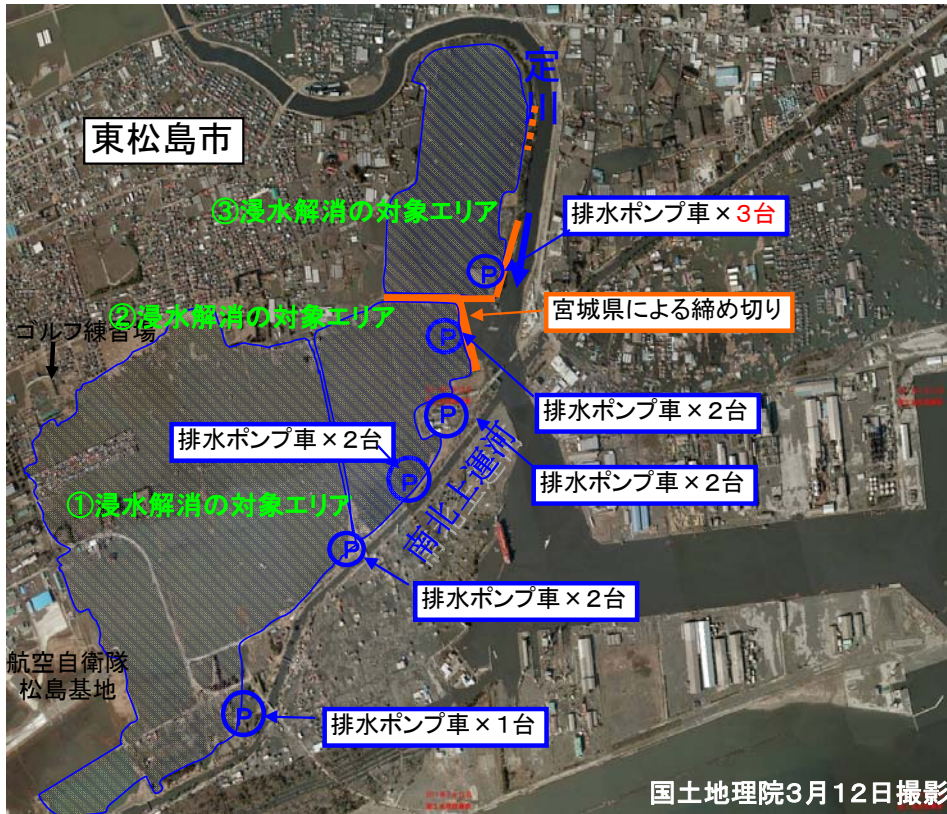 定川
東松島市
③浸水解消の対象エリア
排水ポンプ車×3台
P
②浸水解消の対象エリア
宮城県による締め切り
ゴルフ練習場
P
排水ポンプ車×2台
P
排水ポンプ車×2台
排水ポンプ車×2台
P
南北上運河
①浸水解消の対象エリア
P
排水ポンプ車×2台
航空自衛隊
松島基地
P
排水ポンプ車×1台
国土地理院3月12日撮影